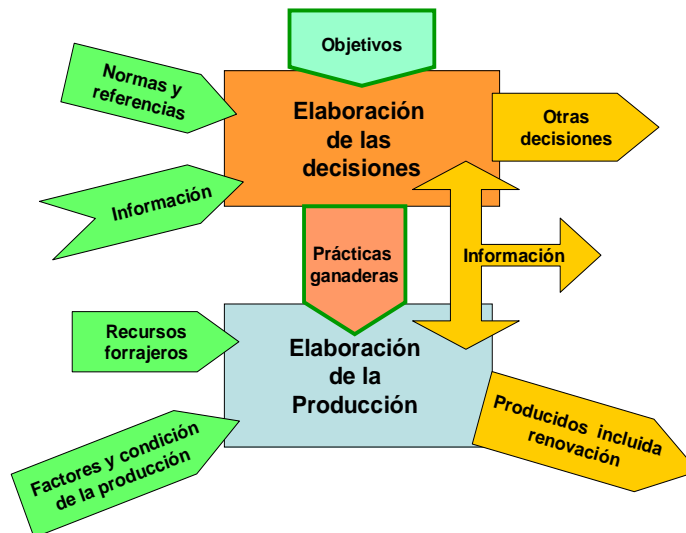 Objetivos
Normas y
referencias
Elaboración
de las
decisiones
Otras
decisiones
Información
Prácticas
ganaderas
Información
Recursos
forrajeros
Elaboración
de la
Producción
Factores y condición
de la producción
Producidos incluida
renovación